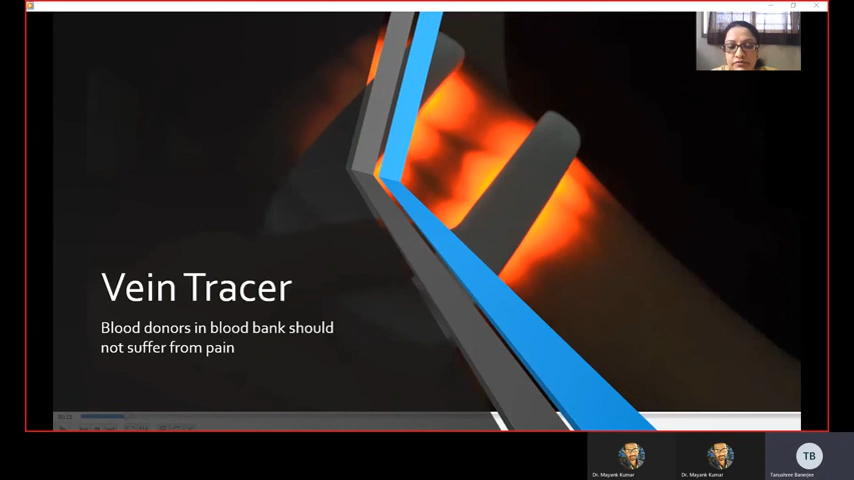 Vein Tracer
Blood donors in blood bank should
not suffer from pain
TB
Dr. Mayank Kumar
Dr. Mayank Kumar
Tanushree Banerjee